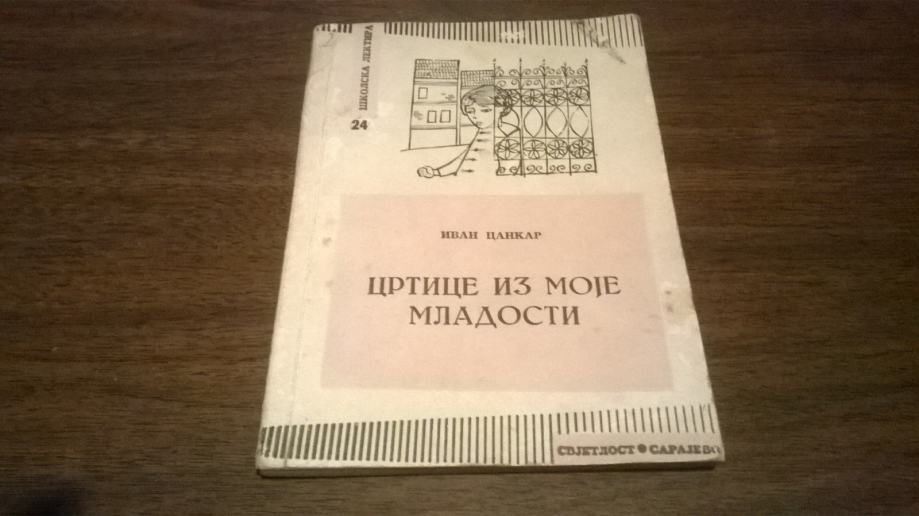 ШКОЛСКА ЛЕКТИРА
24
ИВАН ЦАНКАР
ЦРТИЦЕ ИЗ МОЈЕ
МЛАДОСТИ
СВЈЕТЛОСТ • САРАЈЕВО